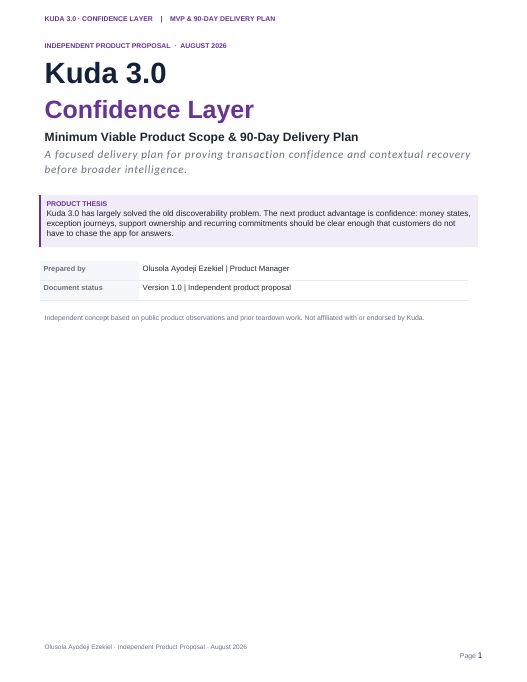 KUDA 3.0 · CONFIDENCE LAYER | MVP & 90-DAY DELIVERY PLAN
INDEPENDENT PRODUCT PROPOSAL · AUGUST 2026
Kuda 3.0
Confidence Layer
Minimum Viable Product Scope & 90-Day Delivery Plan
A focused delivery plan for proving transaction confidence and contextual recovery
before broader intelligence.
PRODUCT THESIS
Kuda 3.0 has largely solved the old discoverability problem. The next product advantage is confidence: money states,
exception journeys, support ownership and recurring commitments should be clear enough that customers do not
have to chase the app for answers.
Prepared by Olusola Ayodeji Ezekiel | Product Manager
Document status Version 1.0 | Independent product proposal
Independent concept based on public product observations and prior teardown work. Not affiliated with or endorsed by Kuda.
Olusola Ayodeji Ezekiel · Independent Product Proposal · August 2026
Page 1